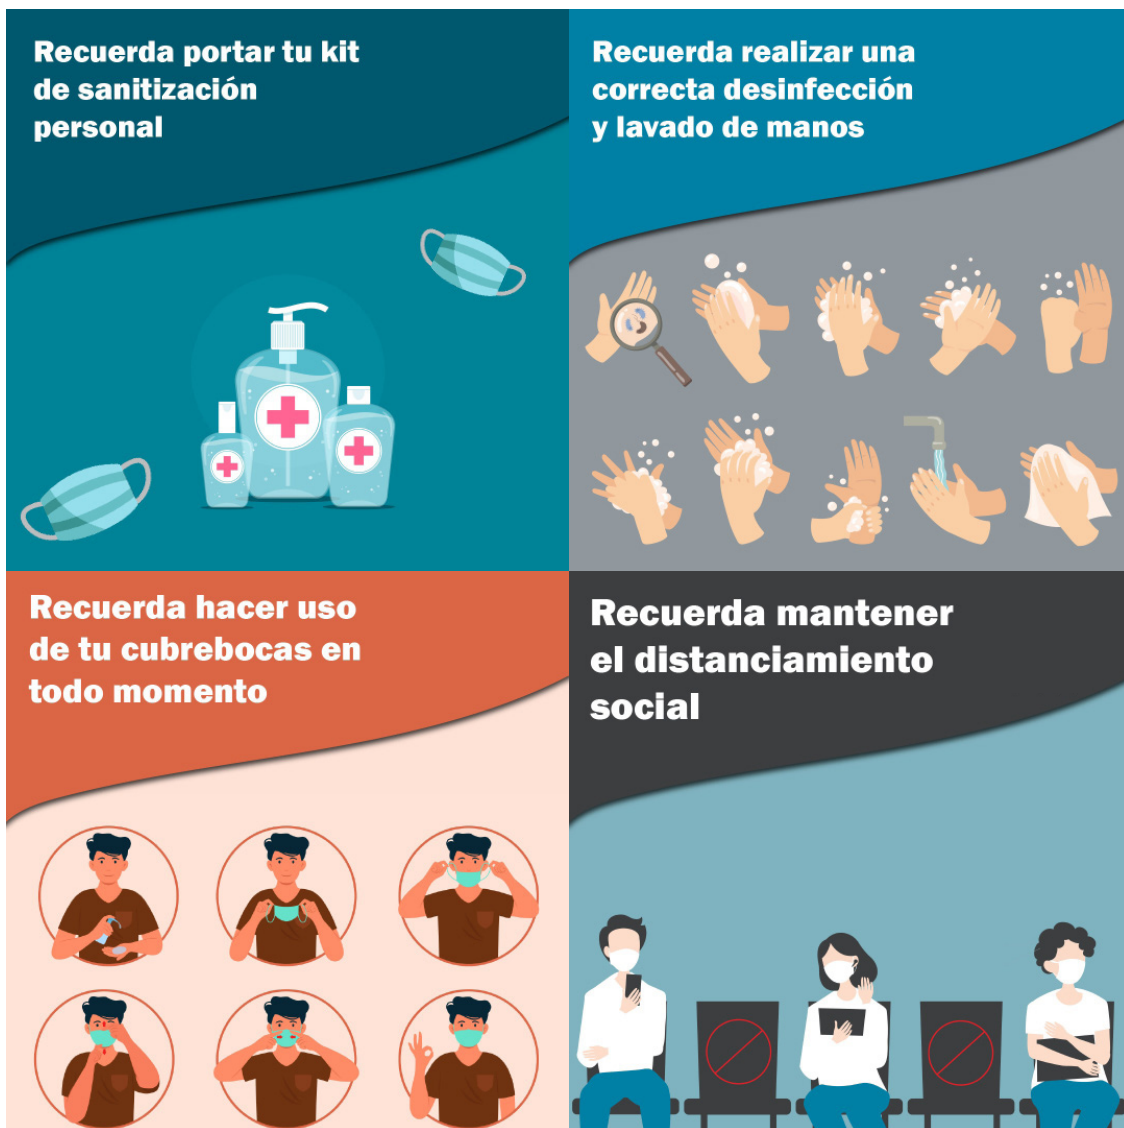 Recuerda portar tu kit
de sanitización
personal
Recuerda realizar una
correcta desinfección
y lavado de manos
Recuerda hacer uso
de tu cubrebocas en
todo momento
Recuerda mantener
el distanciamiento
social